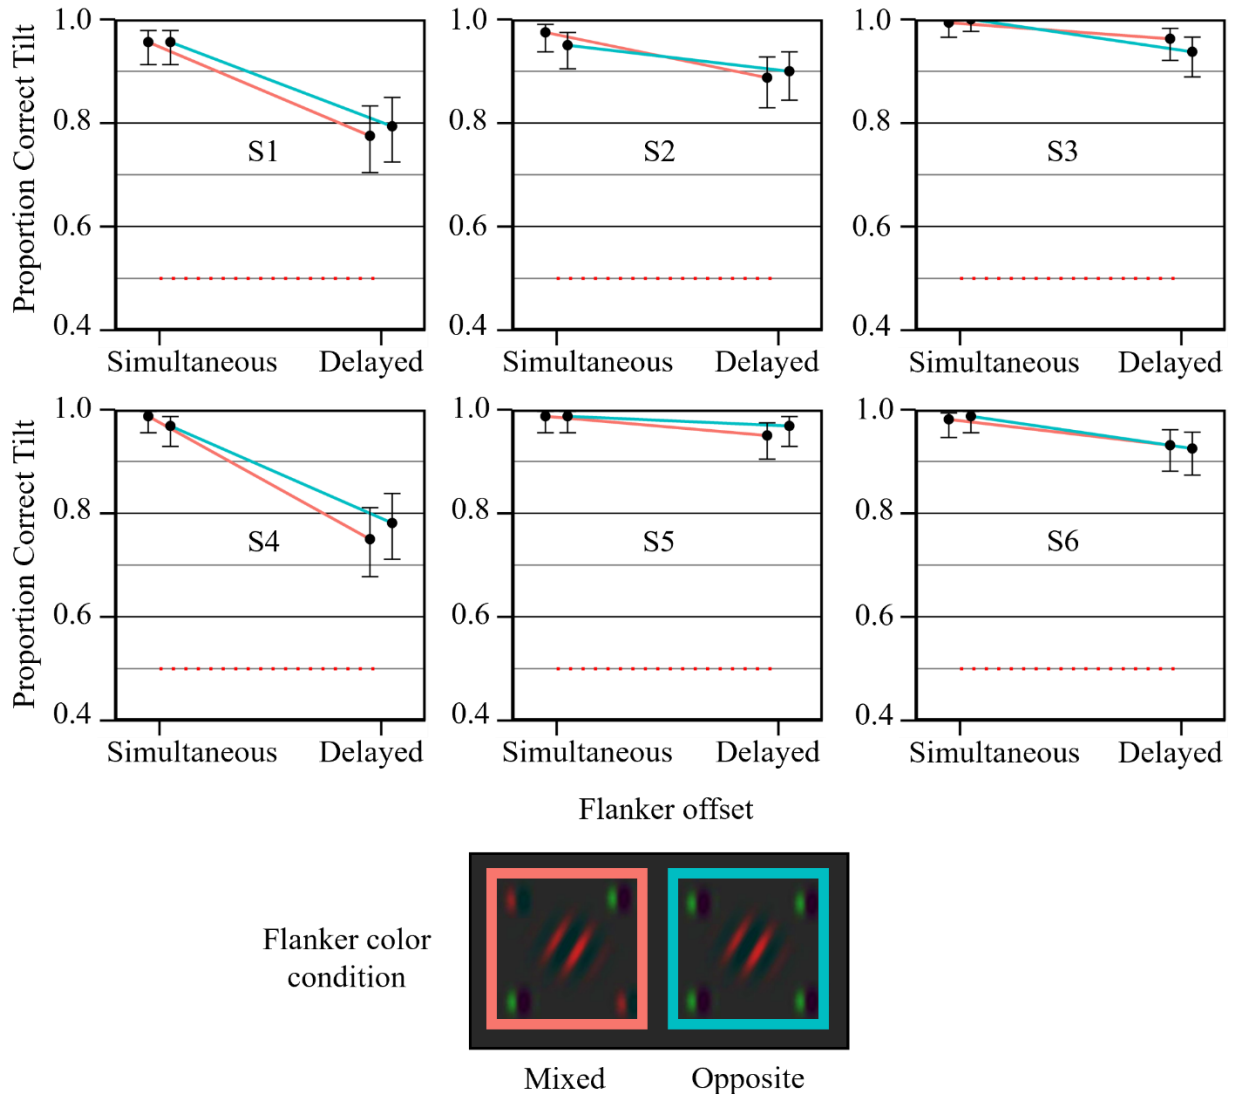 Proportion Correct Tilt
1.0
0.8
0.6
0.4
S1
Simultaneous
Delayed
1.0
0.8
0.6
0.4
S2
Simultaneous
Delayed
1.0
0.8
0.6
0.4
S3
Simultaneous
Delayed
Proportion Correct Tilt
1.0
0.8
0.6
0.4
S4
Simultaneous
Delayed
1.0
0.8
0.6
0.4
S5
Simultaneous
Delayed
1.0
0.8
0.6
0.4
S6
Simultaneous
Delayed
Flanker offset
Flanker color
condition
Mixed
Opposite